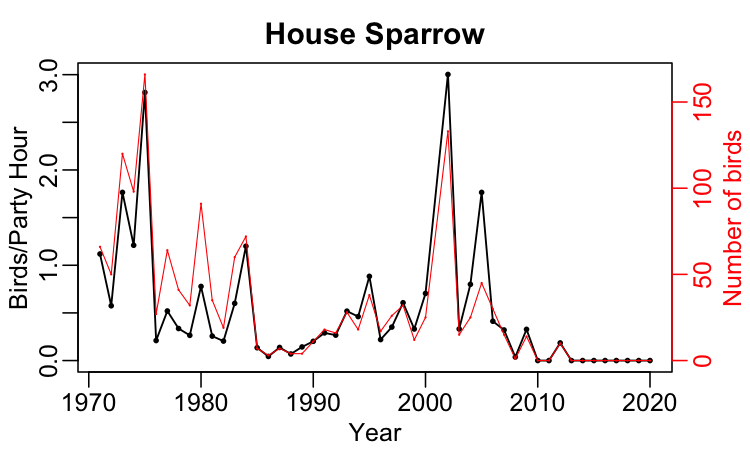 House Sparrow
Birds/Party Hour
0.0 1.0 2.0 3.0
1970 1980 1990 2000 2010 2020
Year
0 50 100 150
Number of birds